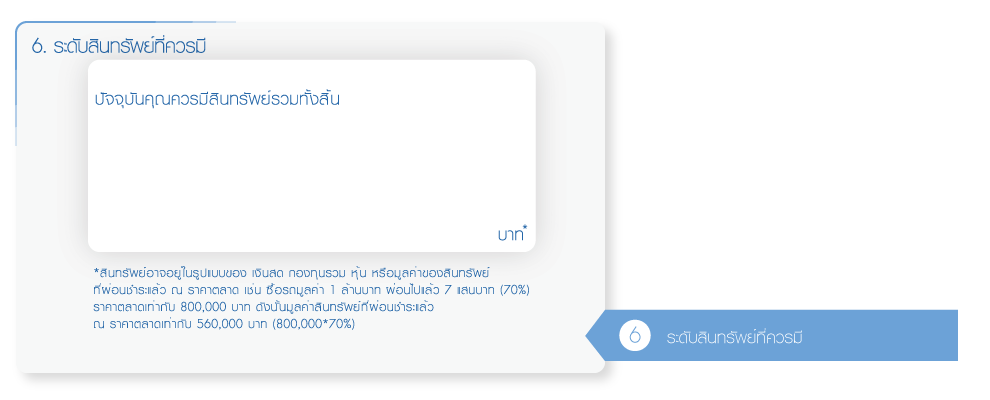 6. ระดับสินทรัพย์ที่ควรมี
ปัจจุบันคุณควรมีสินทรัพย์รวมทั้งสิ้น
บาท*
*สินทรัพย์อาจอยู่ในรูปแบบของ เงินสด กองทุนรวม หุ้น หรือมูลค่าของสินทรัพย์
ที่ผ่อนชำระแล้ว ณ ราคาตลาด เช่น ซื้อรถมูลค่า 1 ล้านบาท ผ่อนไปแล้ว 7 แสนบาท (70%)
ราคาตลาดเท่ากับ 800,000 บาท ดังนั้นมูลค่าสินทรัพย์ที่ผ่อนชำระแล้ว
ณ ราคาตลาดเท่ากับ 560,000 บาท (800,000*70%)
6 ระดับสินทรัพย์ที่ควรมี